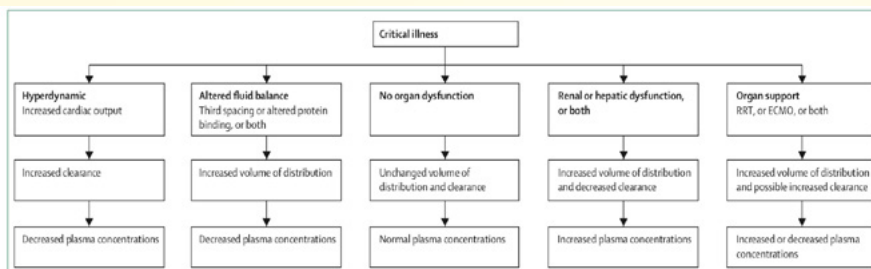 Critical illness
Hyperdynamic
Increased cardiac output
Altered fluid balance
Third spacing or altered protein
binding, or both
No organ dysfunction
Renal or hepatic dysfunction,
or both
Organ support
RRT, or ECMO, or both
Increased clearance
Increased volume of distribution
Unchanged volume of
distribution and clearance
Increased volume of distribution
and decreased clearance
Increased volume of distribution
and possible increased clearance
Decreased plasma concentrations
Decreased plasma concentrations
Normal plasma concentrations
Increased plasma concentrations
Increased or decreased plasma
concentrations